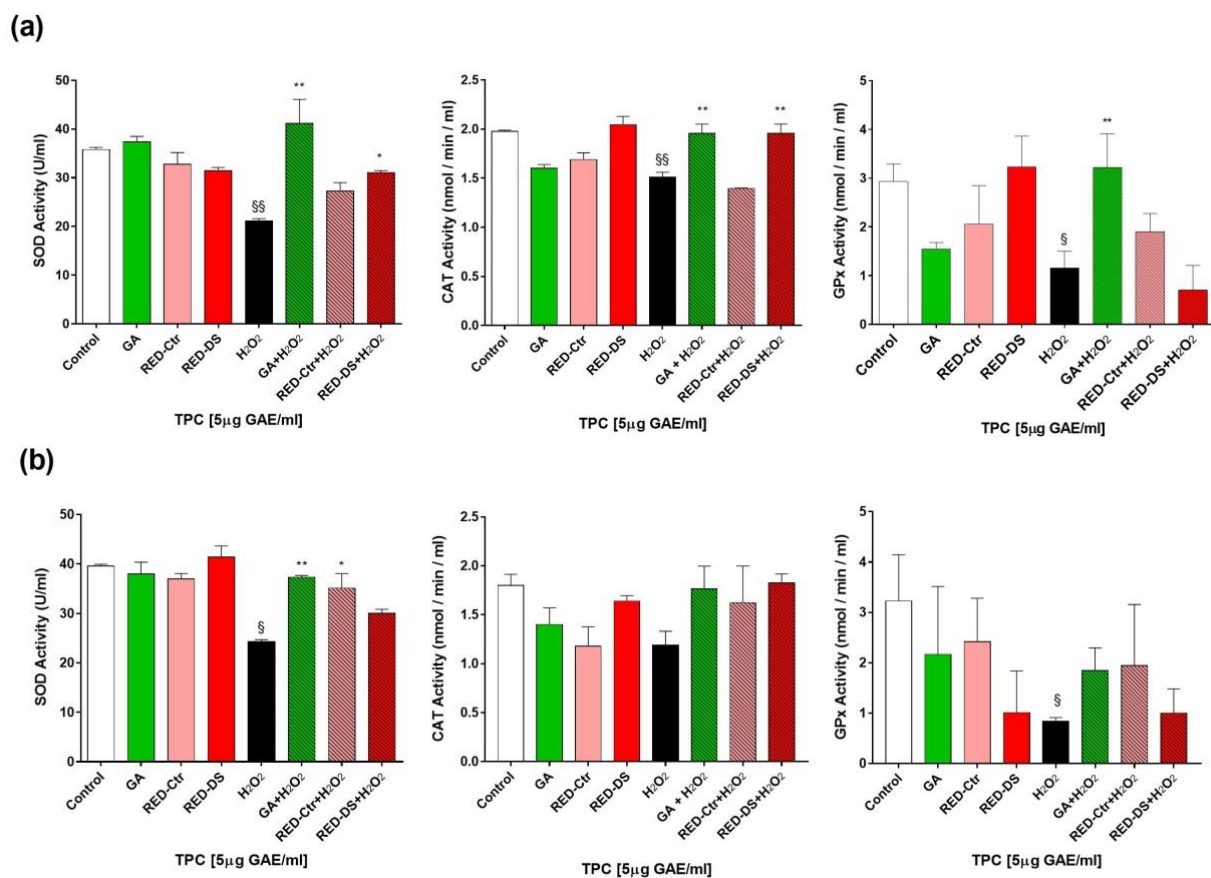 (a)
SOD Activity (U/ml)
50
40
30
20
10
0
§§
**
*
Control
GA
RED-Ctr
RED-DS
H2O2
GA+H2O2
RED-Ctr+H2O2
RED-DS+H2O2
TPC [5μg GAE/ml]
CAT Activity (nmol / min / ml)
2.5
2.0
1.5
1.0
0.5
0.0
§§
**
**
Control
GA
RED-Ctr
RED-DS
H2O2
GA + H2O2
RED-Ctr+H2O2
RED-DS+H2O2
TPC [5μg GAE/ml]
GPx Activity (nmol / min / ml)
5
4
3
2
1
0
§
**
Control
GA
RED-Ctr
RED-DS
H2O2
GA+H2O2
RED-Ctr+H2O2
RED-DS+H2O2
TPC [5μg GAE/ml]
(b)
SOD Activity (U/ml)
50
40
30
20
10
0
§
**
*
Control
GA
RED-Ctr
RED-DS
H2O2
GA+H2O2
RED-Ctr+H2O2
RED-DS+H2O2
TPC [5μg GAE/ml]
CAT Activity (nmol / min / ml)
2.5
2.0
1.5
1.0
0.5
0.0
Control
GA
RED-Ctr
RED-DS
H2O2
GA + H2O2
RED-Ctr+H2O2
RED-DS+H2O2
TPC [5μg GAE/ml]
GPx Activity (nmol / min / ml)
5
4
3
2
1
0
§
Control
GA
RED-Ctr
RED-DS
H2O2
GA+H2O2
RED-Ctr+H2O2
RED-DS+H2O2
TPC [5μg GAE/ml]